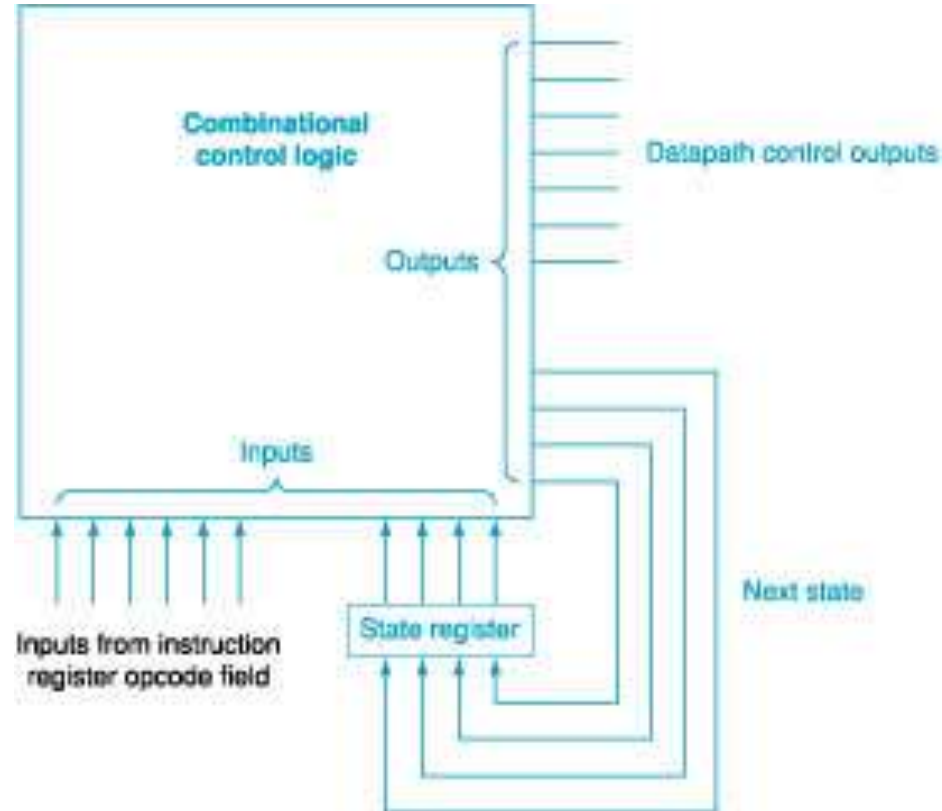 Combinational
control logic
Datapath control outputs
Outputs
Inputs
Next state
State register
Inputs from instruction
register opcode field